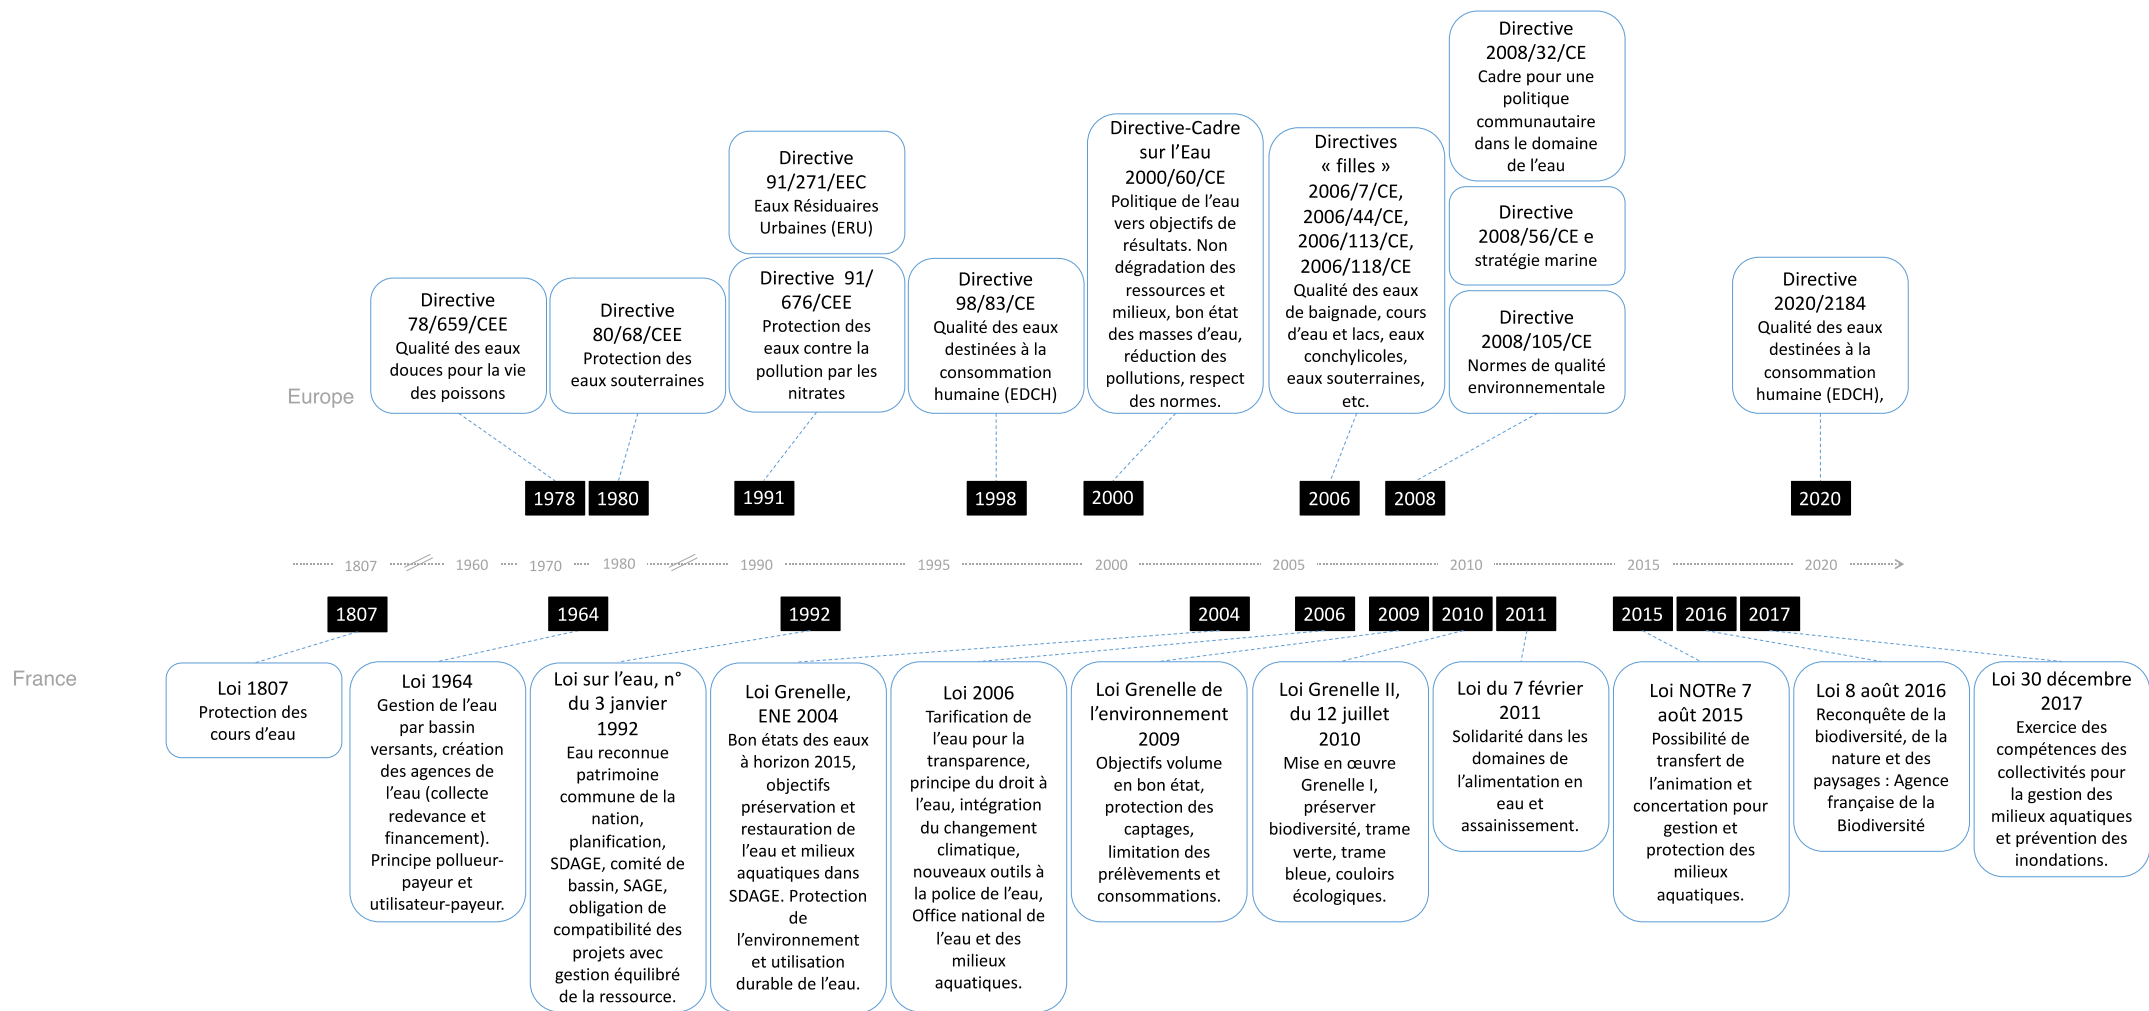 Directive
2008/32/CE
Cadre pour une
politique
communautaire
dans le domaine
de l'eau
Directive
2008/56/CE e
stratégie marine
Directive
2008/105/CE
Normes de qualité
environnementale
Directive-Cadre
sur l'Eau
2000/60/CE
Politique de l'eau
vers objectifs de
résultats. Non
dégradation des
ressources et
milieux, bon état
des masses d'eau,
réduction des
pollutions, respect
des normes.
Directives
« filles »
2006/7/CE,
2006/44/CE,
2006/113/CE,
2006/118/CE
Qualité des eaux
de baignade, cours
d'eau et lacs, eaux
conchylicoles,
eaux souterraines,
etc.
Directive
91/271/EEC
Eaux Résiduaires
Urbaines (ERU)
Directive 91/
676/CEE
Protection des
eaux contre la
pollution par les
nitrates
Directive
98/83/CE
Qualité des eaux
destinées à la
consommation
humaine (EDCH)
Directive
2020/2184
Qualité des eaux
destinées à la
consommation
humaine (EDCH),
Directive
78/659/CEE
Qualité des eaux
douces pour la vie
des poissons
Directive
80/68/CEE
Protection des
eaux souterraines
Europe
1978
1980
1991
1998
2000
2006
2008
2020
1807
1960
1970
1980
1990
1995
2000
2005
2010
2015
2020
1807
1964
1992
2004
2006
2009
2010
2011
2015
2016
2017
France
Loi 1807
Protection des
cours d'eau
Loi 1964
Gestion de l'eau
par bassin
versants, création
des agences de
l'eau (collecte
redevance et
financement).
Principe pollueur-
payeur et
utilisateur-payeur.
Loi sur l'eau, n°
du 3 janvier
1992
Eau reconnue
patrimoine
commune de la
nation,
planification,
SDAGE, comité de
bassin, SAGE,
obligation de
compatibilité des
projets avec
gestion équilibré
de la ressource.
Loi Grenelle,
ENE 2004
Bon états des eaux
à horizon 2015,
objectifs
préservation et
restauration de
l'eau et milieux
aquatiques dans
SDAGE. Protection
de
l'environnement
et utilisation
durable de l'eau.
Loi 2006
Tarification de
l'eau pour la
transparence,
principe du droit à
l'eau, intégration
du changement
climatique,
nouveaux outils à
la police de l'eau,
Office national de
l'eau et des
milieux
aquatiques.
Loi Grenelle de
l'environnement
2009
Objectifs volume
en bon état,
protection des
captages,
limitation des
prélèvements et
consommations.
Loi Grenelle II,
du 12 juillet
2010
Mise en œuvre
Grenelle I,
préserver
biodiversité, trame
verte, trame
bleue, couloirs
écologiques.
Loi du 7 février
2011
Solidarité dans les
domaines de
l'alimentation en
eau et
assainissement.
Loi NOTRe 7
août 2015
Possibilité de
transfert de
l'animation et
concertation pour
gestion et
protection des
milieux
aquatiques.
Loi 8 août 2016
Reconquête de la
biodiversité, de la
nature et des
paysages : Agence
française de la
Biodiversité
Loi 30 décembre
2017
Exercice des
compétences des
collectivités pour
la gestion des
milieux aquatiques
et prévention des
inondations.